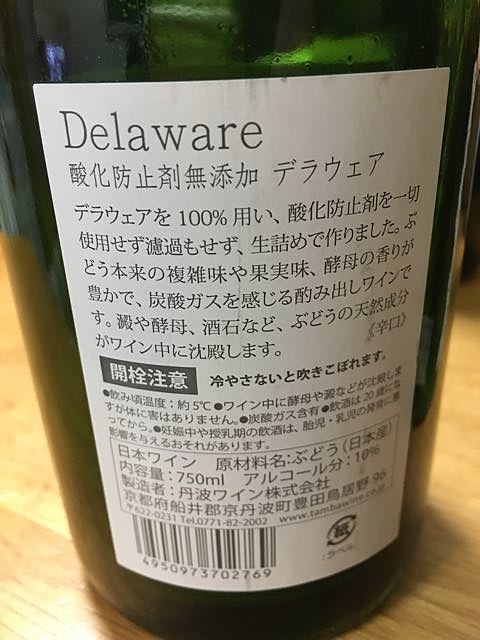 Delaware
酸化防止剤無添加 デラウェア
デラウェアを100%用い、酸化防止剤を一切
使用せず濾過もせず、生詰めで作りました。ぶ
どう本来の複雑味や果実味、酵母の香りが
豊かで、炭酸ガスを感じる酌み出しワインで
す。澱や酵母、酒石など、ぶどうの天然成分
がワイン中に沈殿します。 《辛口》
開栓注意 冷やさないと吹きこぼれます。
●飲み頃温度：約5℃●ワイン中に酵母や澱などが沈殿しま
すが体に害はありません。●炭酸ガス含有●飲酒は20歳にな
ってから。●妊娠中や授乳期の飲酒は、胎児・乳児の発育に悪
影響を与えるおそれがあります。
日本ワイン 原材料名:ぶどう(日本産)
内容量:750ml アルコール分:10%
製造者:丹波ワイン株式会社
京都府船井郡京丹波町豊田鳥居野 96
〒622-0231 Tel.0771-82-2002 www.tambawine.co.jp
4950973702769
紙
:ラベル